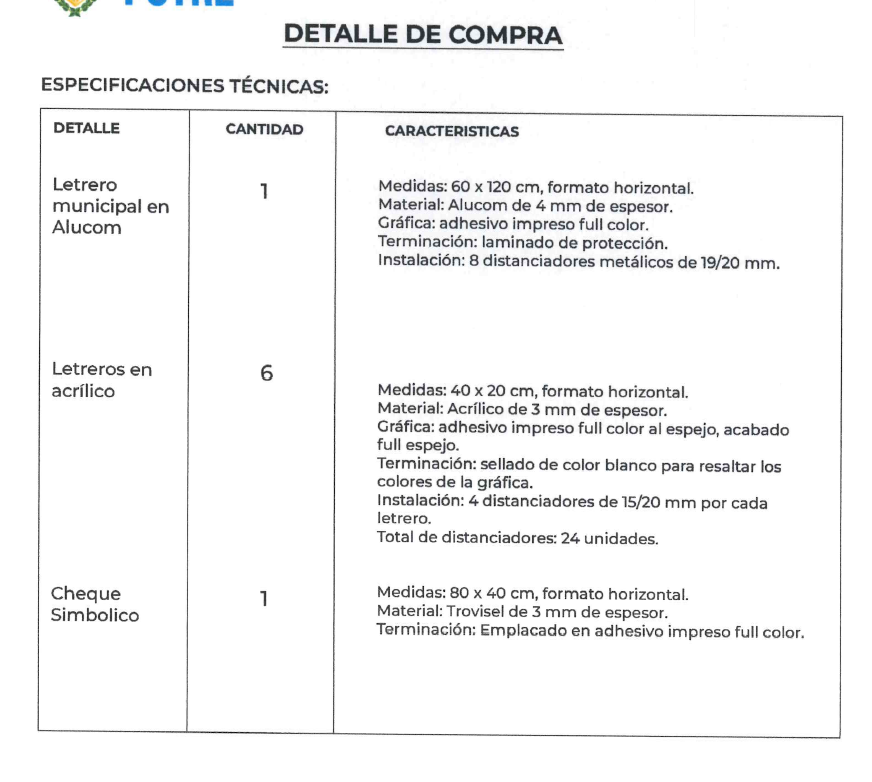 DETALLE DE COMPRA
ESPECIFICACIONES TÉCNICAS:
DETALLE CANTIDAD CARACTERISTICAS
Letrero municipal en Alucom
1
Medidas: 60 x 120 cm, formato horizontal.
Material: Alucom de 4 mm de espesor.
Gráfica: adhesivo impreso full color.
Terminación: laminado de protección.
Instalación: 8 distanciadores metálicos de 19/20 mm.
Letreros en acrílico
6
Medidas: 40 x 20 cm, formato horizontal.
Material: Acrílico de 3 mm de espesor.
Gráfica: adhesivo impreso full color al espejo, acabado
full espejo.
Terminación: sellado de color blanco para resaltar los
colores de la gráfica.
Instalación: 4 distanciadores de 15/20 mm por cada
letrero.
Total de distanciadores: 24 unidades.
Cheque Simbolico
1
Medidas: 80 x 40 cm, formato horizontal.
Material: Trovisel de 3 mm de espesor.
Terminación: Emplacado en adhesivo impreso full color.